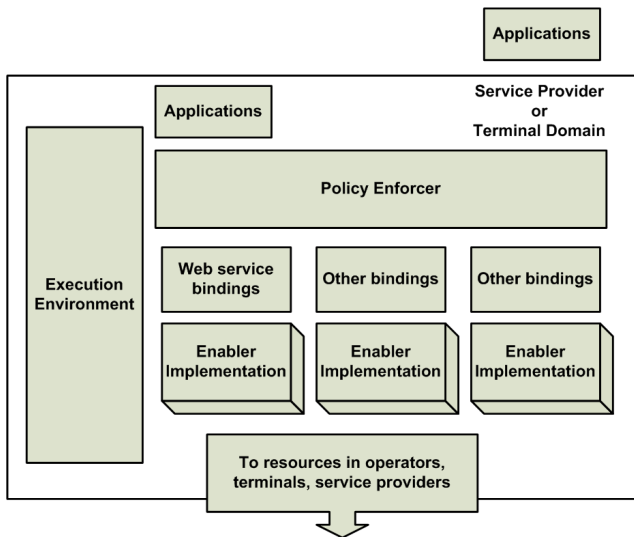 Applications
Service Provider
or
Terminal Domain
Applications
Policy Enforcer
Execution
Environment
Web service
bindings
Other bindings
Other bindings
Enabler
Implementation
Enabler
Implementation
Enabler
Implementation
To resources in operators,
terminals, service providers